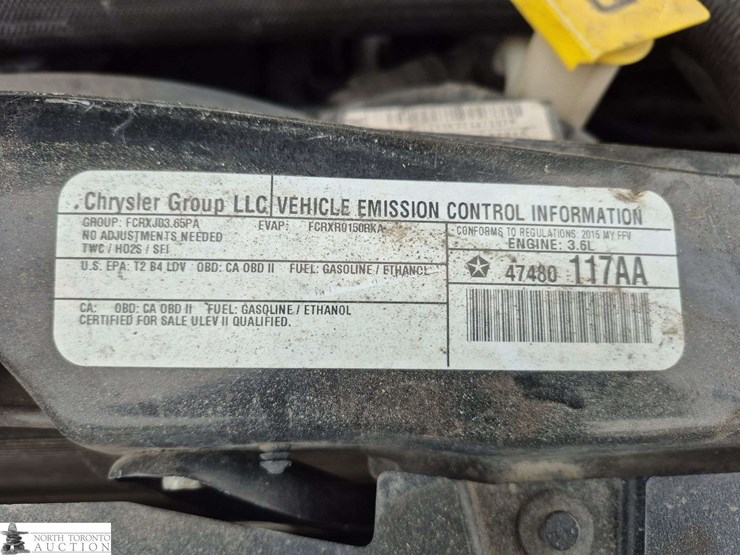 Chrysler Group LLC VEHICLE EMISSION CONTROL INFORMATION
GROUP: FCRXJ03.65PA EVAP: FCRXR0150RKA
NO ADJUSTMENTS NEEDED
TWC / HO2S / SFI
CONFORMS TO REGULATIONS: 2015 MY FFV
ENGINE: 3.6L
U.S. EPA: T2 B4 LDV OBD: CA OBD II FUEL: GASOLINE / ETHANOL
47480 117AA
CA: OBD: CA OBD II FUEL: GASOLINE / ETHANOL
CERTIFIED FOR SALE ULEV II QUALIFIED.
NORTH TORONTO
AUCTION